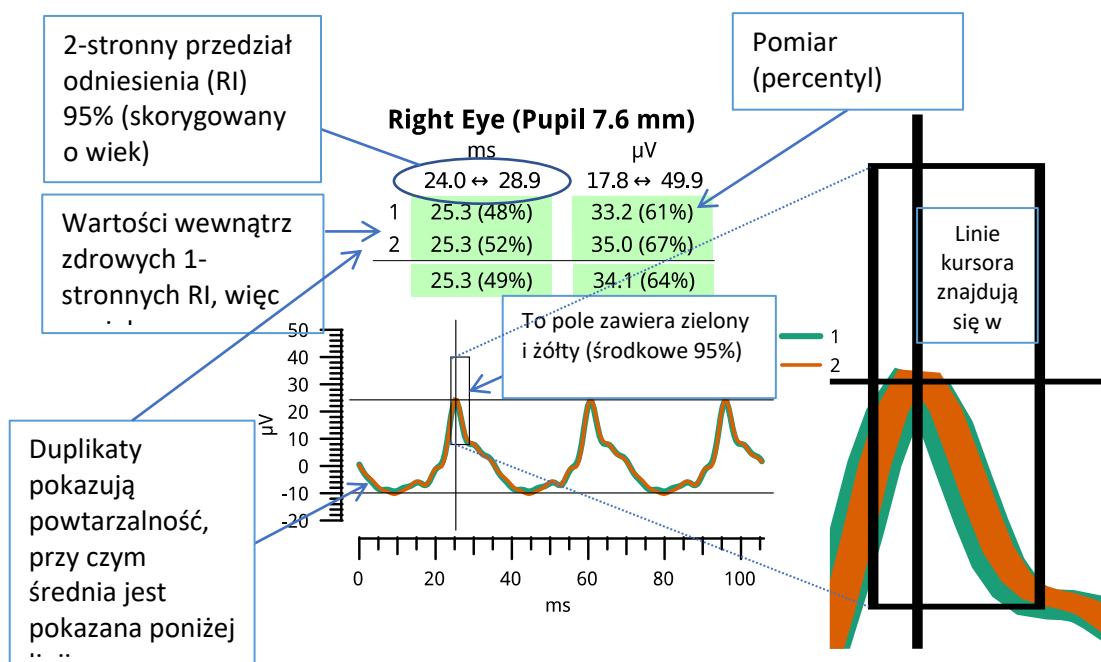 2-stronny przedział
odniesienia (RI)
95% (skorygowany
o wiek)
Pomiar
(percentyl)
Right Eye (Pupil 7.6 mm)
ms
µV
24.0 ↔ 28.9
17.8 ↔ 49.9
1 25.3 (48%) 33.2 (61%)
2 25.3 (52%) 35.0 (67%)
25.3 (49%) 34.1 (64%)
Wartości wewnątrz
zdrowych 1-
stronnych RI, więc
Linie
kursora
znajdują
się w
To pole zawiera zielony
i żółty (środkowe 95%)
1
2
Duplikaty
pokazują
powtarzalność,
przy czym
średnia jest
pokazana poniżej
µV
50
40
30
20
10
0
-10
-20
0 20 40 60 80 100
ms